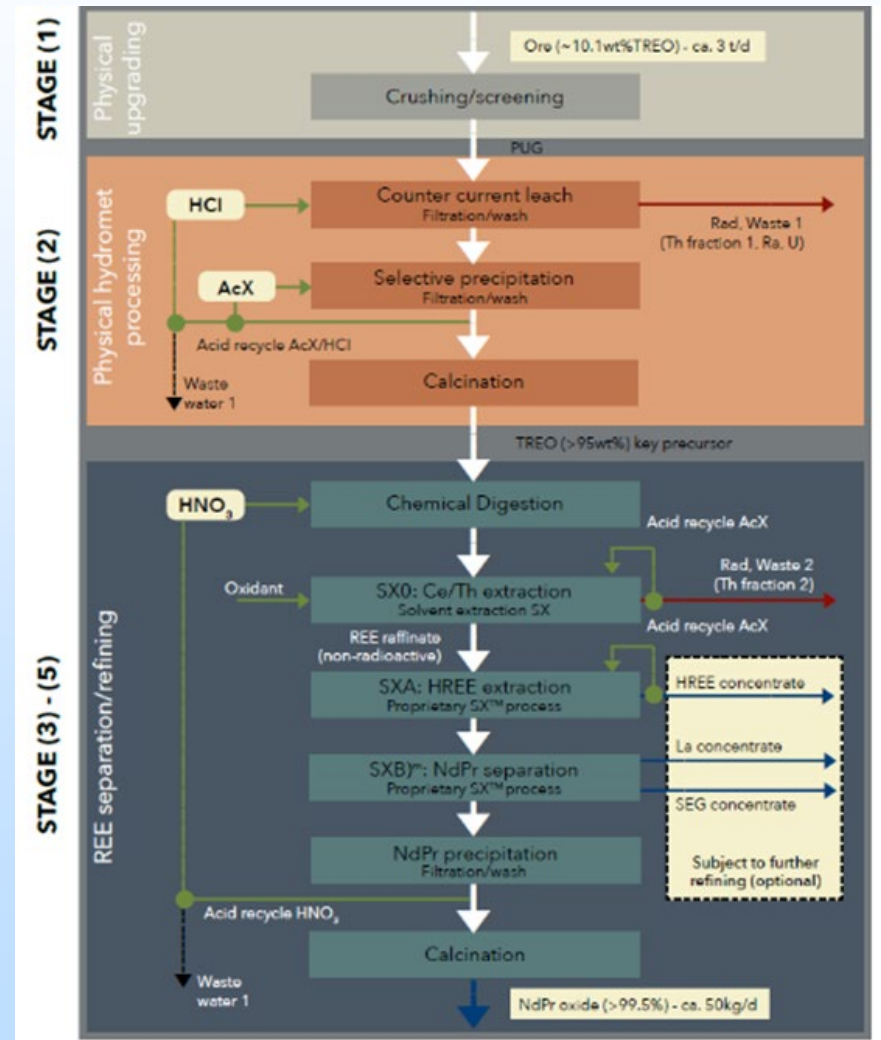 STAGE (1)
Physical
upgrading
Ore (~10.1wt%TREO) - ca. 3 t/d
Crushing/screening
PUG
STAGE (2)
Physical hydromet
processing
HCl
Counter current leach
Filtration/wash
Rad, Waste 1
(Th fraction 1, Ra, U)
AcX
Selective precipitation
Filtration/wash
Acid recycle AcX/HCl
Waste
water 1
Calcination
TREO (>95wt%) key precursor
STAGE (3) - (5)
REE separation/refining
HNO₃
Chemical Digestion
Acid recycle AcX
Oxidant
SX0: Ce/Th extraction
Solvent extraction SX
Rad, Waste 2
(Th fraction 2)
REE raffinate
(non-radioactive)
Acid recycle AcX
SXA: HREE extraction
Proprietary SX™ process
HREE concentrate
La concentrate
SXB)ᵐ: NdPr separation
Proprietary SX™ process
SEG concentrate
NdPr precipitation
Filtration/wash
Subject to further
refining (optional)
Acid recycle HNO₃
Calcination
Waste
water 1
NdPr oxide (>99.5%) - ca. 50kg/d